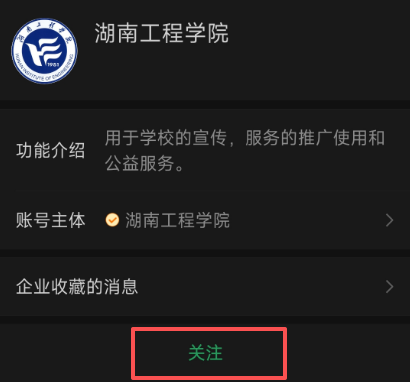 湖南工程学院
功能介绍
用于学校的宣传，服务的推广使用和
公益服务。
账号主体
湖南工程学院
企业收藏的消息
关注